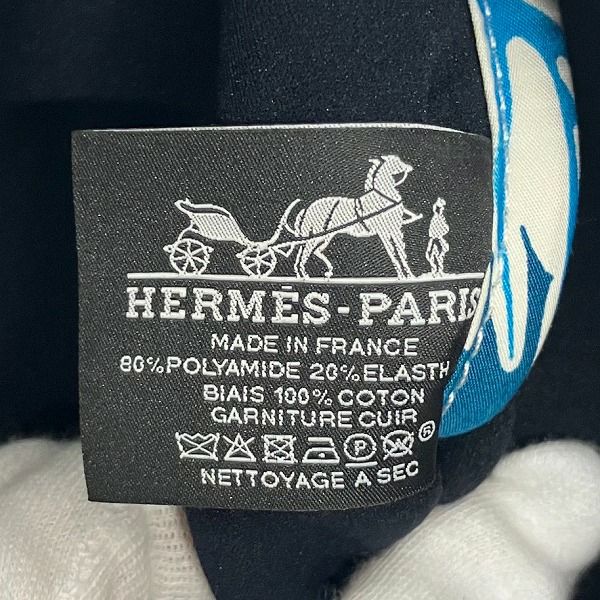 HERMÈS-PARIS
MADE IN FRANCE
80%POLYAMIDE 20%ELASTH
BIAIS 100% COTON
GARNITURE CUIR
P ®
NETTOYAGE A SEC